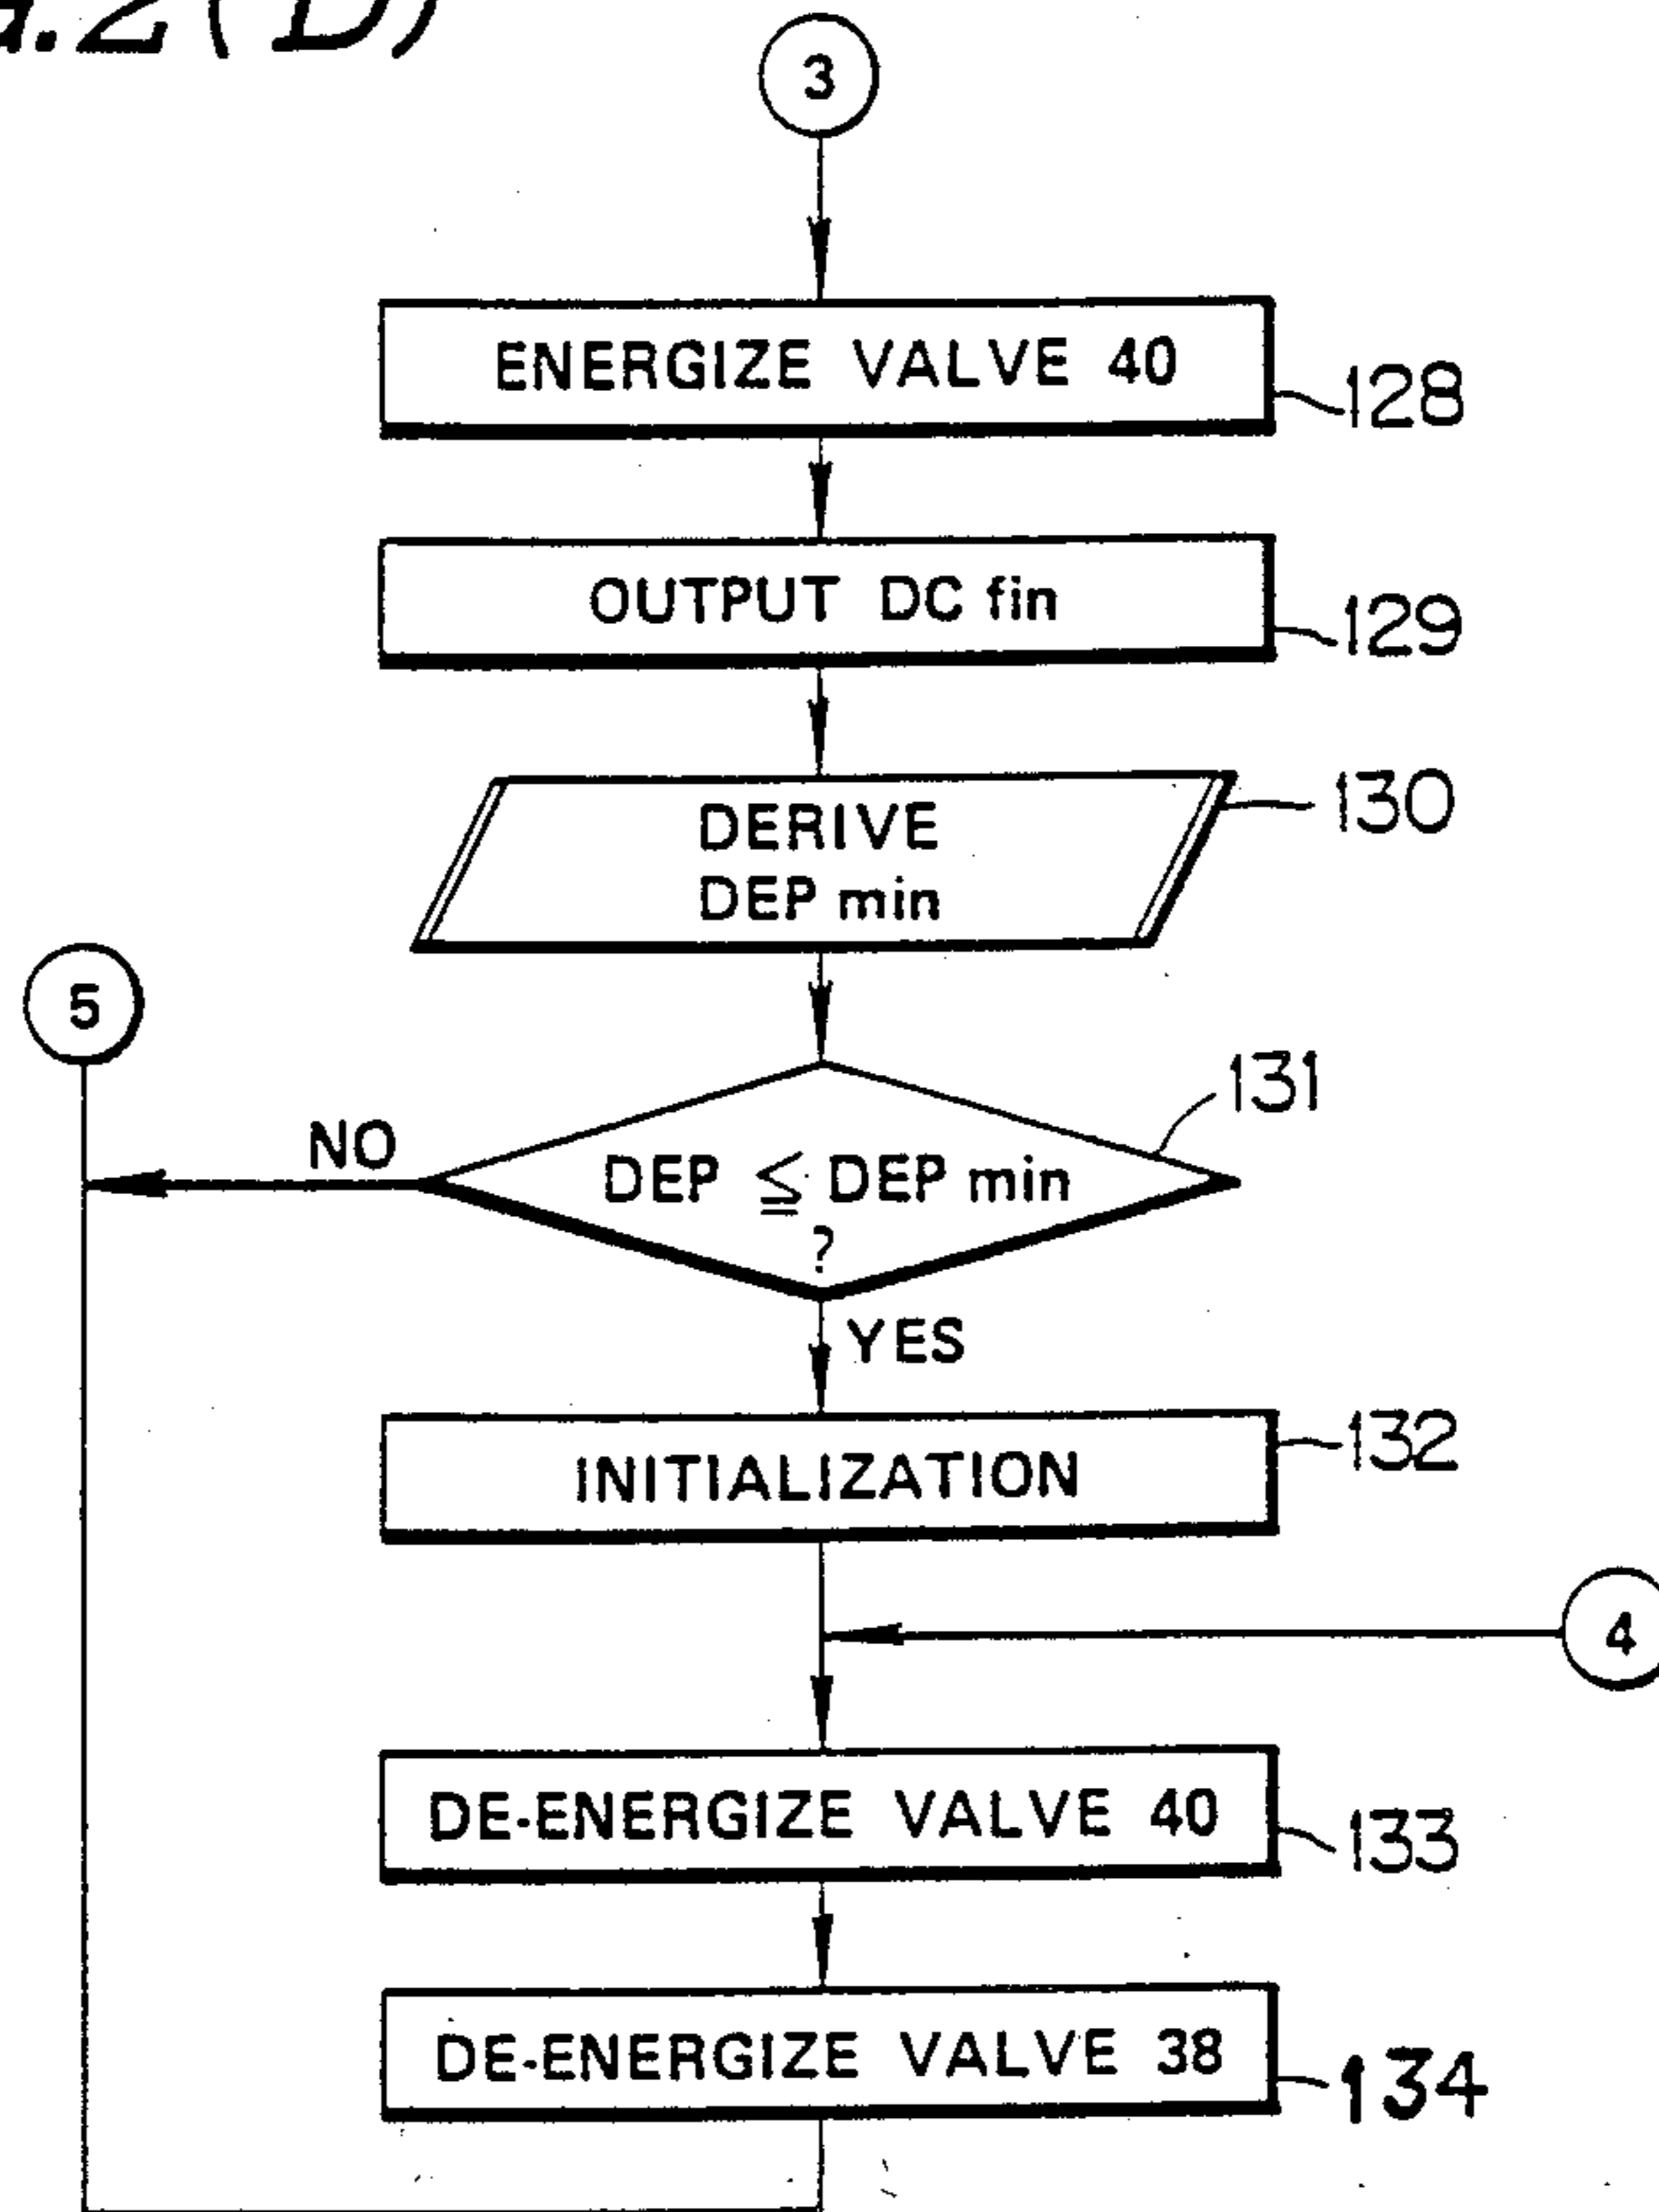 .2(D)
3
ENERGIZE VALVE 40
128
OUTPUT DC fin
129
DERIVE
DEP min
130
5
131
NO
DEP ≦ DEP min
?
YES
INITIALIZATION
132
4
DE-ENERGIZE VALVE 40
133
DE-ENERGIZE VALVE 38
134